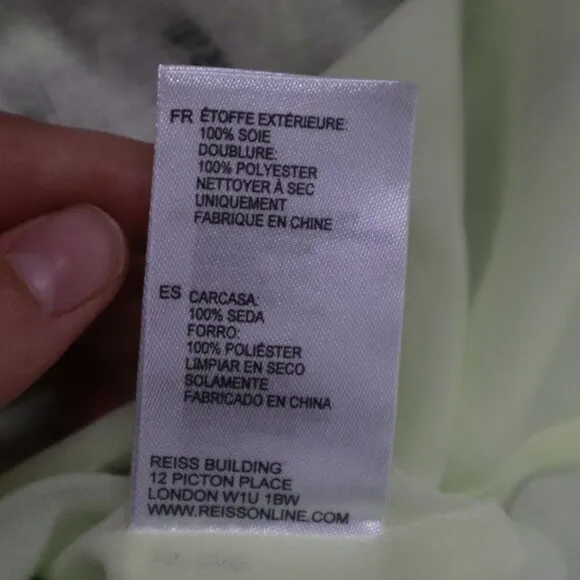 FR ÉTOFFE EXTÉRIEURE:
100% SOIE
DOUBLURE:
100% POLYESTER
NETTOYER À SEC
UNIQUEMENT
FABRIQUE EN CHINE
ES CARCASA:
100% SEDA
FORRO:
100% POLIÉSTER
LIMPIAR EN SECO
SOLAMENTE
FABRICADO EN CHINA
REISS BUILDING
12 PICTON PLACE
LONDON W1U 1BW
WWW.REISSONLINE.COM